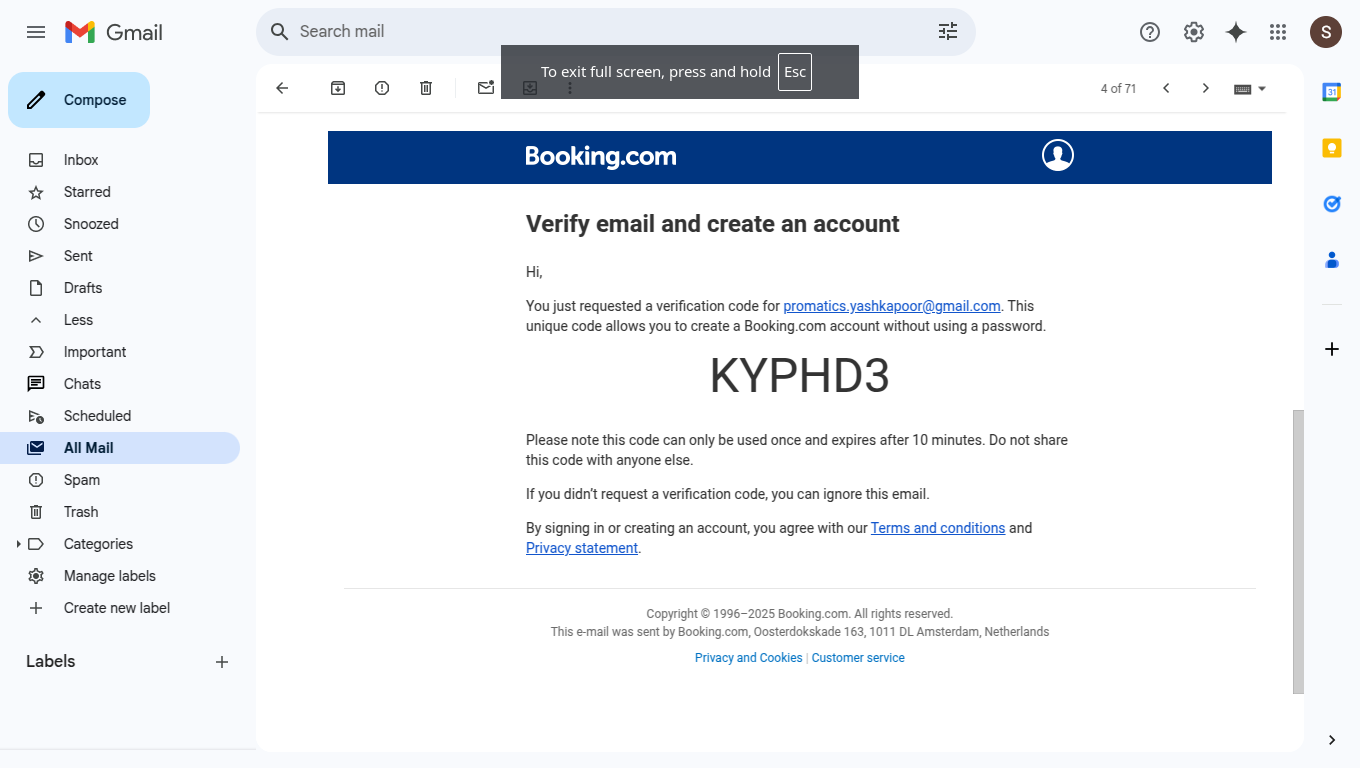 Gmail
Search mail
S
To exit full screen, press and hold Esc
Compose
4 of 71
31
Inbox
Starred
Snoozed
Sent
Drafts
Less
Important
Chats
Scheduled
All Mail
Spam
Trash
Categories
Manage labels
Create new label
Labels
Booking.com
Verify email and create an account
Hi,
You just requested a verification code for promatics.yashkapoor@gmail.com. This
unique code allows you to create a Booking.com account without using a password.
KYPHD3
Please note this code can only be used once and expires after 10 minutes. Do not share
this code with anyone else.
If you didn’t request a verification code, you can ignore this email.
By signing in or creating an account, you agree with our Terms and conditions and
Privacy statement.
Copyright © 1996–2025 Booking.com. All rights reserved.
This e-mail was sent by Booking.com, Oosterdokskade 163, 1011 DL Amsterdam, Netherlands
Privacy and Cookies | Customer service